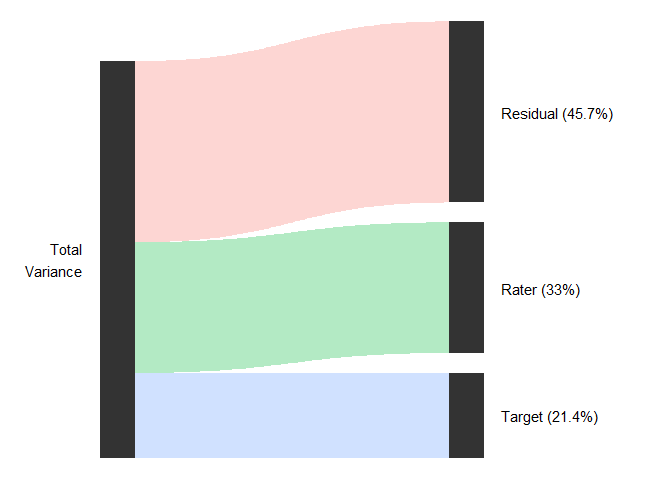 Total
Variance
Residual (45.7%)
Rater (33%)
Target (21.4%)